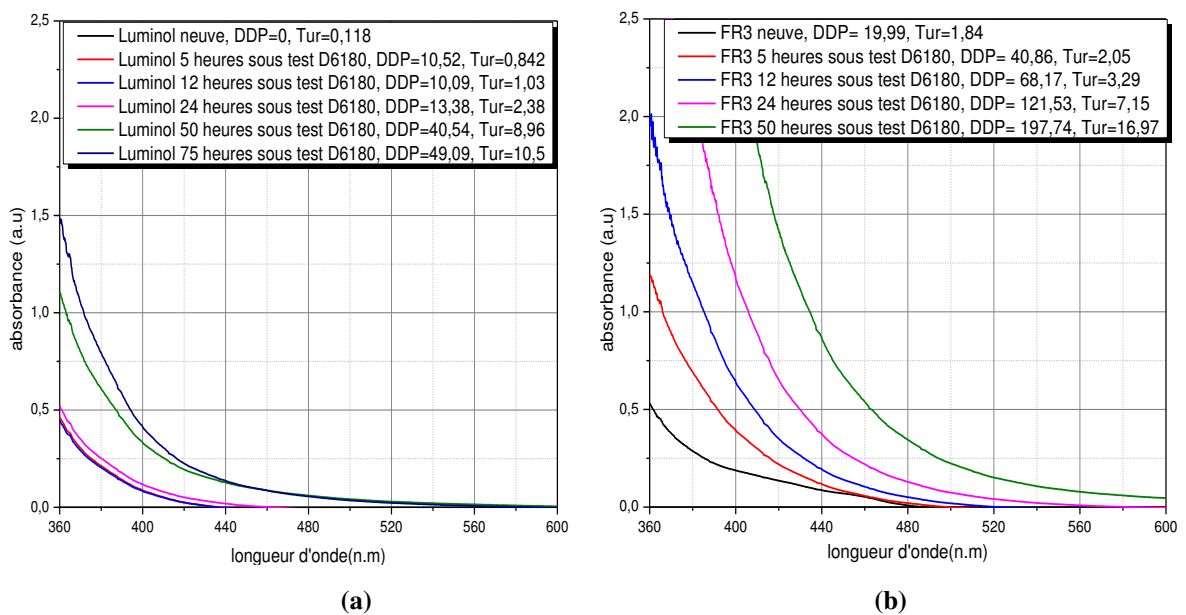 Luminol neuve, DDP=0, Tur=0,118
Luminol 5 heures sous test D6180, DDP=10,52, Tur=0,842
Luminol 12 heures sous test D6180, DDP=10,09, Tur=1,03
Luminol 24 heures sous test D6180, DDP=13,38, Tur=2,38
Luminol 50 heures sous test D6180, DDP=40,54, Tur=8,96
Luminol 75 heures sous test D6180, DDP=49,09, Tur=10,5
2,5
2,0
1,5
1,0
0,5
0,0
absorbance (a.u)
360 400 440 480 520 560 600
longueur d'onde(n.m)
(a)
FR3 neuve, DDP= 19,99, Tur=1,84
FR3 5 heures sous test D6180, DDP= 40,86, Tur=2,05
FR3 12 heures sous test D6180, DDP= 68,17, Tur=3,29
FR3 24 heures sous test D6180, DDP= 121,53, Tur=7,15
FR3 50 heures sous test D6180, DDP= 197,74, Tur=16,97
2,5
2,0
1,5
1,0
0,5
0,0
absorbance (a.u)
360 400 440 480 520 560 600
longueur d'onde(n.m)
(b)